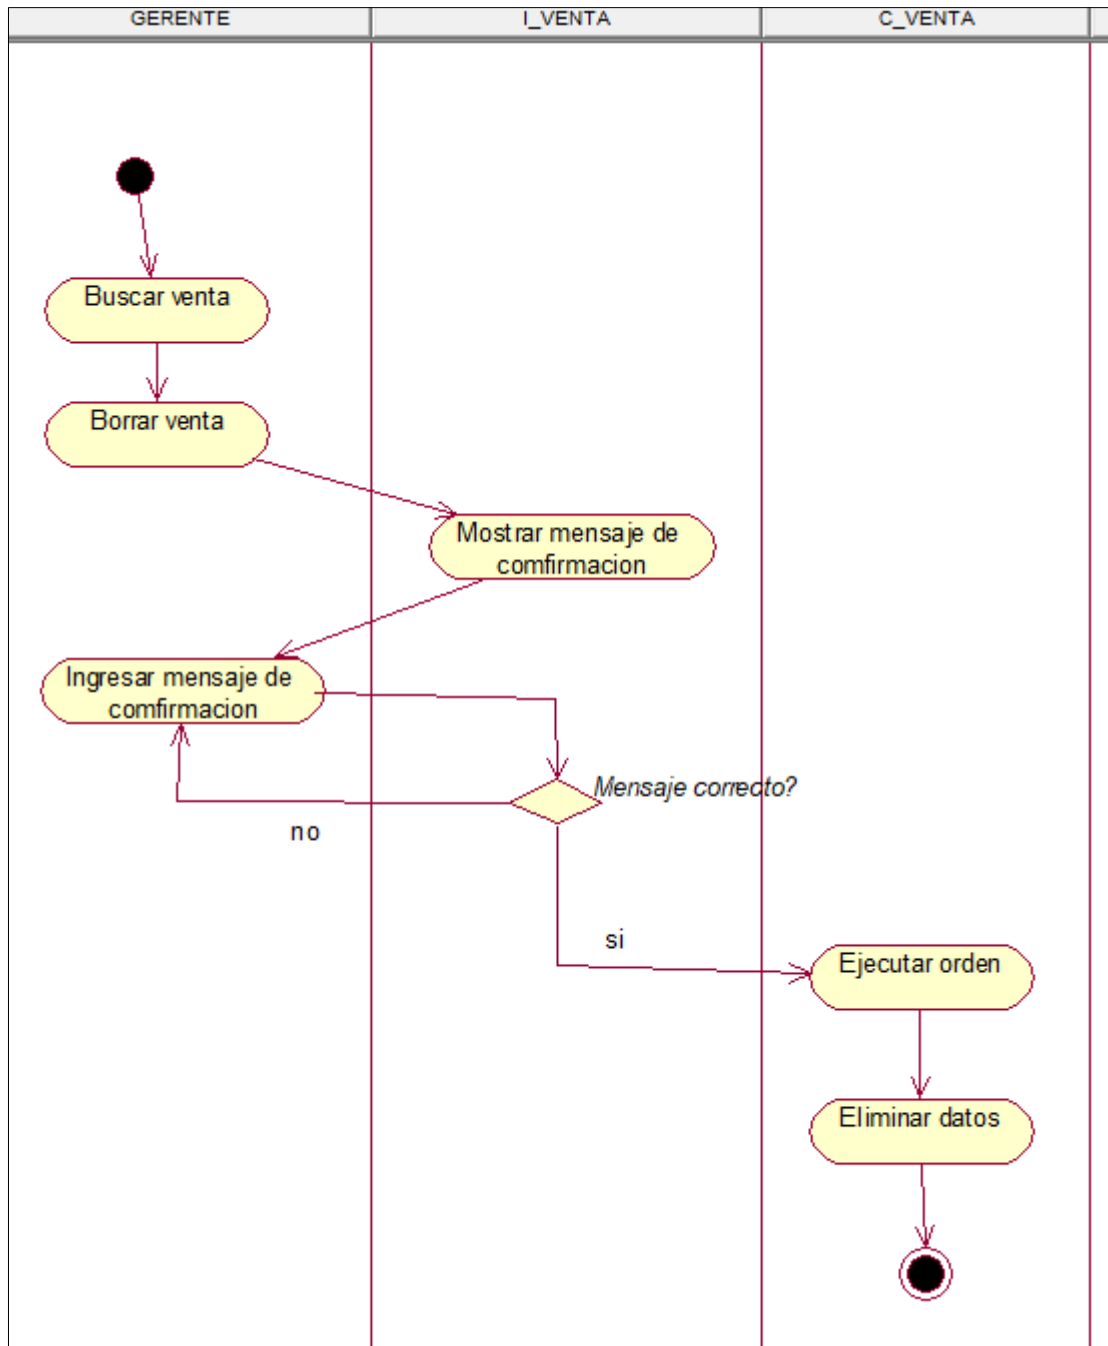 GERENTE
I_VENTA
C_VENTA
Buscar venta
Borrar venta
Mostrar mensaje de
comfirmacion
Ingresar mensaje de
comfirmacion
Mensaje correcto?
no
si
Ejecutar orden
Eliminar datos